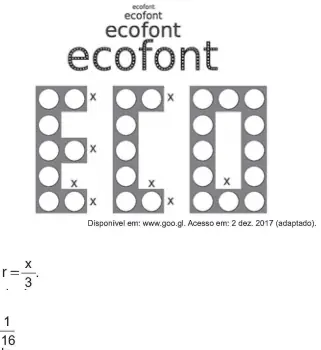 ecofont
ecofont
ecofont
ecofont
x x
E C O
x x x
x x
Disponível em: www.goo.gl. Acesso em: 2 dez. 2017 (adaptado).
r = x/3.
1/16